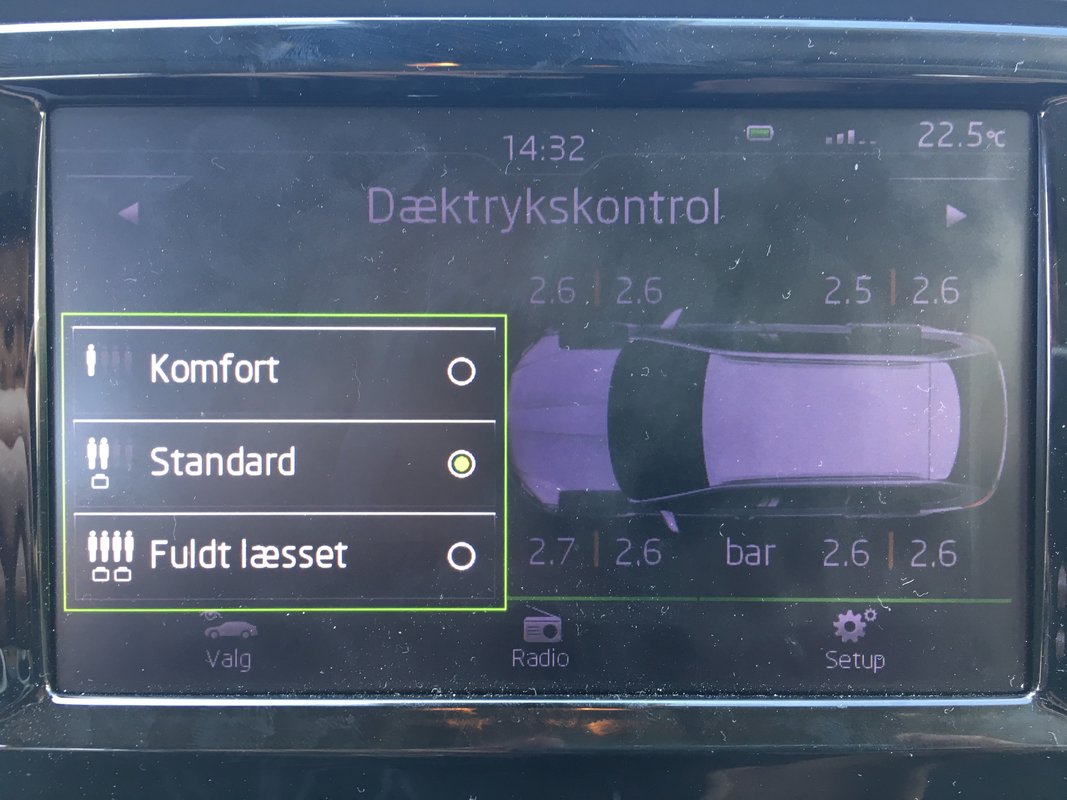 14:32
22.5°C
Dæktrykskontrol
2.6 | 2.6
2.5 | 2.6
Komfort
Standard
Fuldt læsset
2.7 | 2.6
bar
2.6 | 2.6
Valg
Radio
Setup